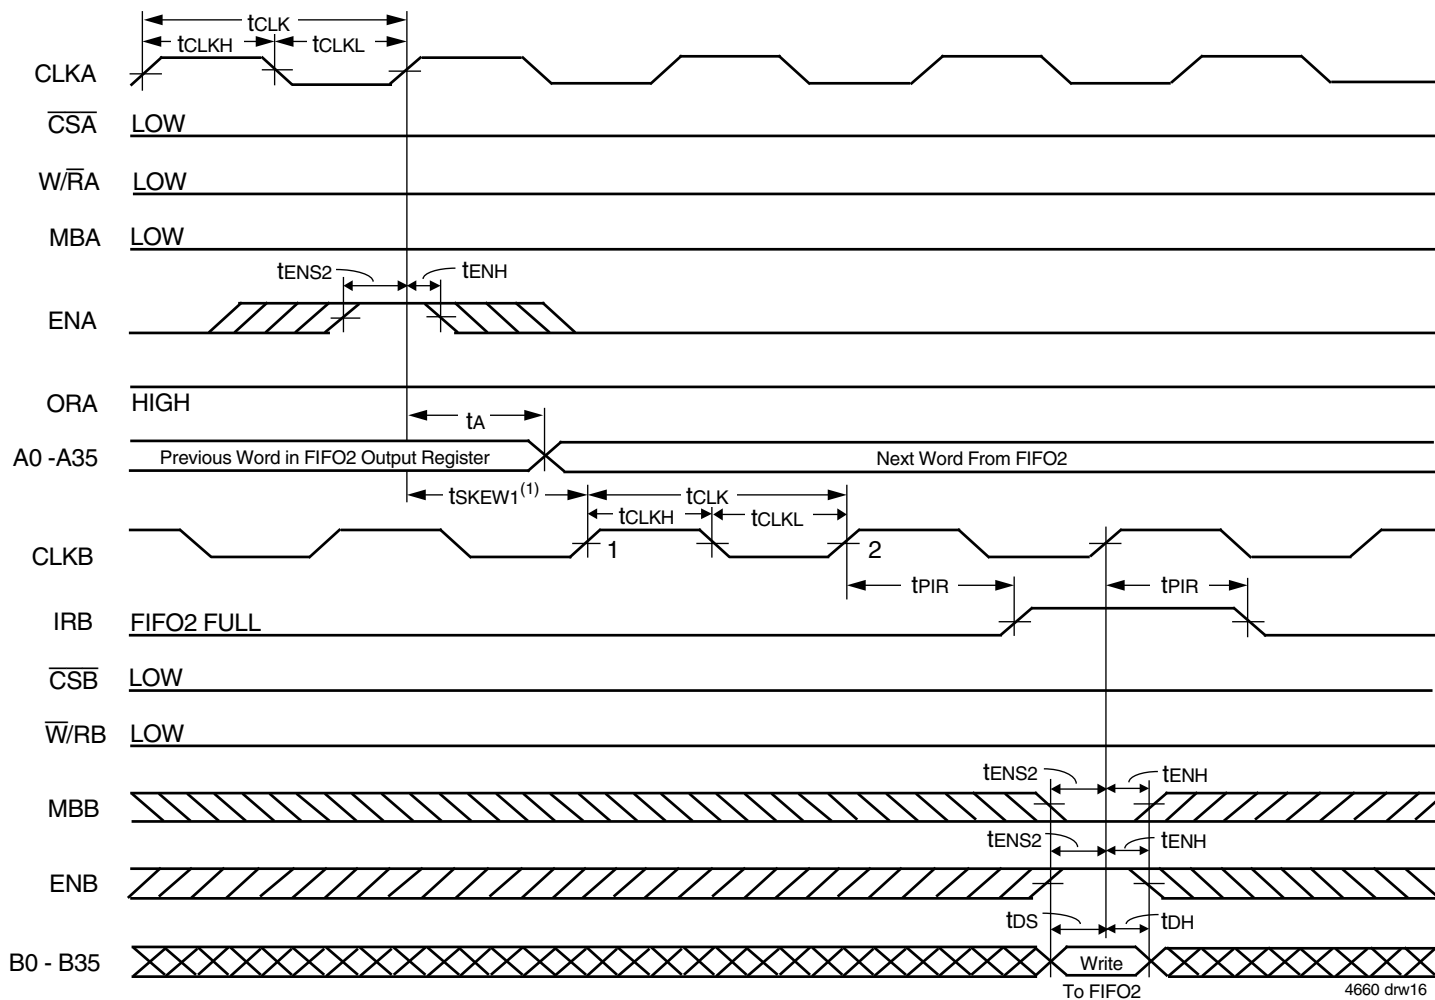 tCLK
tCLKH tCLKL
CLKA
CSA LOW
W/RA LOW
MBA LOW
tENS2 tENH
ENA
ORA HIGH
tA
A0 -A35 Previous Word in FIFO2 Output Register Next Word From FIFO2
tSKEW1(1) tCLK
tCLKH tCLKL
CLKB 1 2
tPIR tPIR
IRB FIFO2 FULL
CSB LOW
W/RB LOW
tENS2 tENH
MBB
tENS2 tENH
ENB
tDS tDH
B0 - B35 Write
To FIFO2
4660 drw16